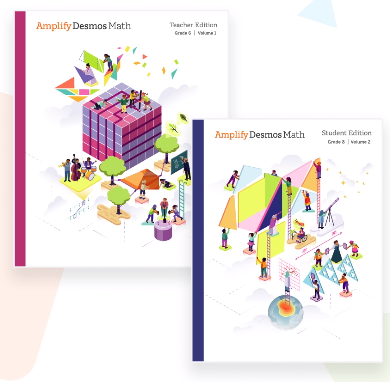 Amplify Desmos Math
Teacher Edition
Grade 6 | Volume 1
Amplify Desmos Math
Student Edition
Grade 8 | Volume 2